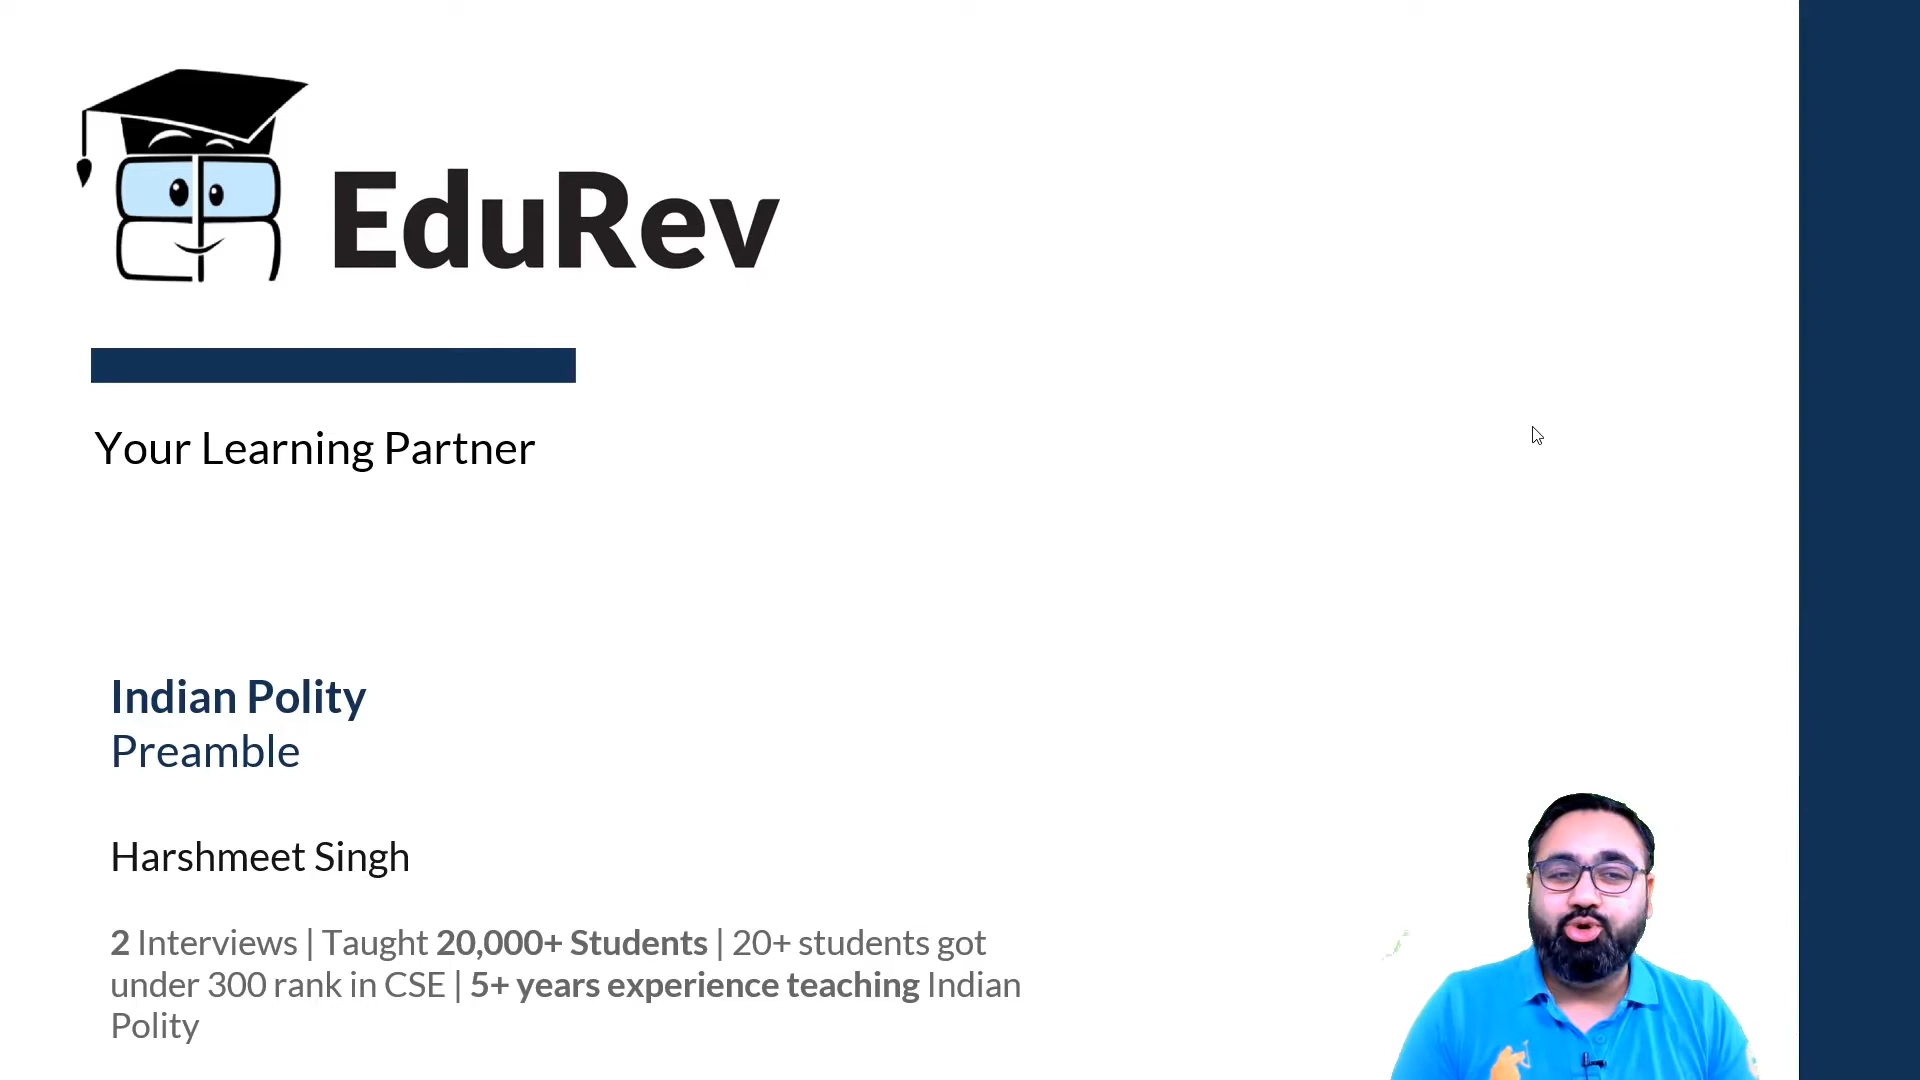 EduRev
Your Learning Partner
Indian Polity
Preamble
Harshmeet Singh
2 Interviews | Taught 20,000+ Students | 20+ students got
under 300 rank in CSE | 5+ years experience teaching Indian
Polity